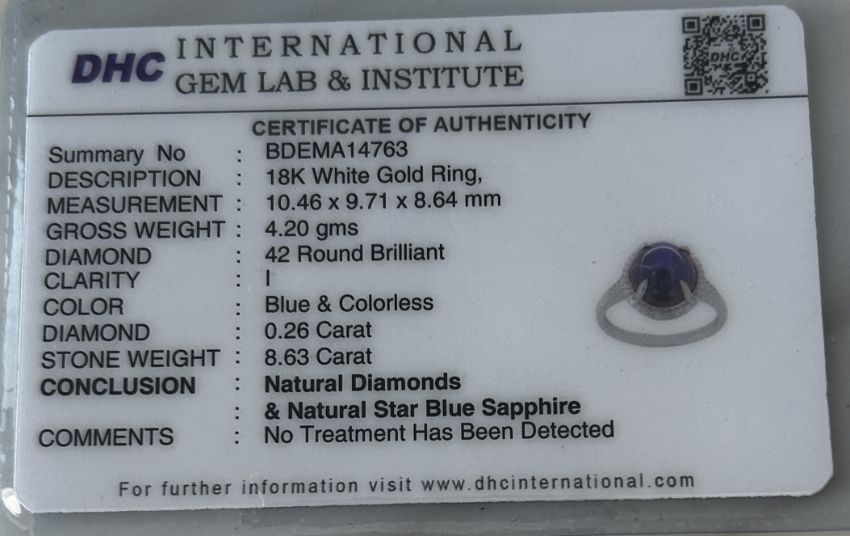 DHC INTERNATIONAL
GEM LAB & INSTITUTE
DHC
CERTIFICATE OF AUTHENTICITY
Summary No : BDEMA14763
DESCRIPTION : 18K White Gold Ring,
MEASUREMENT : 10.46 x 9.71 x 8.64 mm
GROSS WEIGHT : 4.20 gms
DIAMOND : 42 Round Brilliant
CLARITY : I
COLOR : Blue & Colorless
DIAMOND : 0.26 Carat
STONE WEIGHT : 8.63 Carat
CONCLUSION : Natural Diamonds
: & Natural Star Blue Sapphire
COMMENTS : No Treatment Has Been Detected
For further information visit www.dhcinternational.com